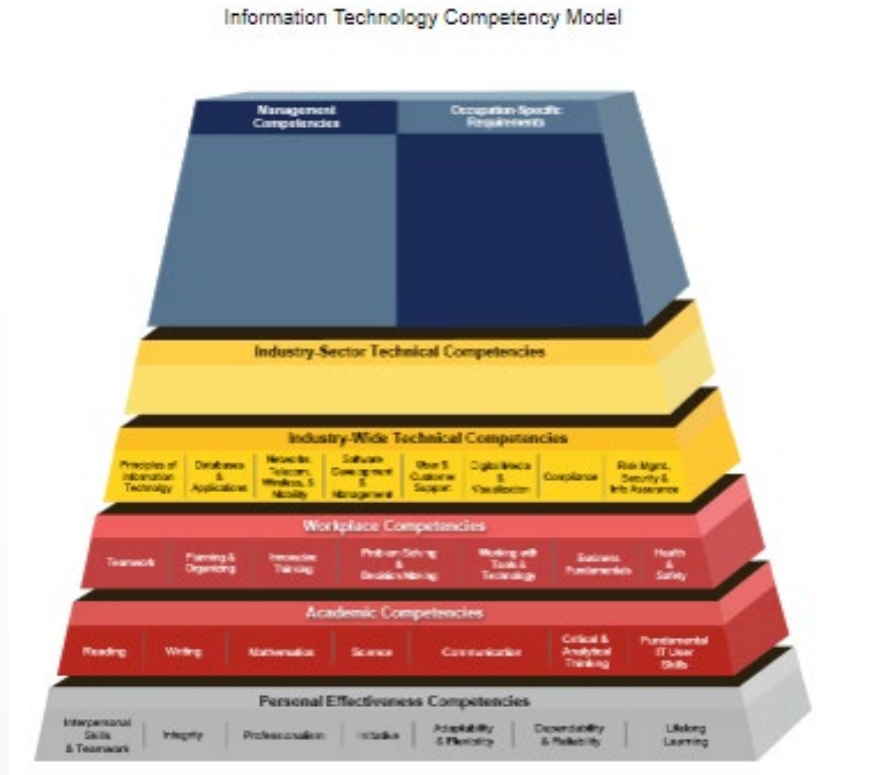 Information Technology Competency Model
Management
Competencies
Occupation-Specific
Requirements
Industry-Sector Technical Competencies
Industry-Wide Technical Competencies
Principles of
Information
Technology
Databases
&
Applications
Networks,
Telecom,
Wireless, &
Mobility
Software
Development
&
Management
User &
Customer
Support
Digital Media
&
Visualization
Compliance
Risk Mgmt,
Security &
Info Assurance
Workplace Competencies
Teamwork
Planning &
Organizing
Innovative
Thinking
Problem Solving
&
Decision Making
Working with
Tools &
Technology
Business
Fundamentals
Health
&
Safety
Academic Competencies
Reading
Writing
Mathematics
Science
Communication
Critical &
Analytical
Thinking
Fundamental
IT User
Skills
Personal Effectiveness Competencies
Interpersonal
Skills
& Teamwork
Integrity
Professionalism
Initiative
Adaptability
& Flexibility
Dependability
& Reliability
Lifelong
Learning